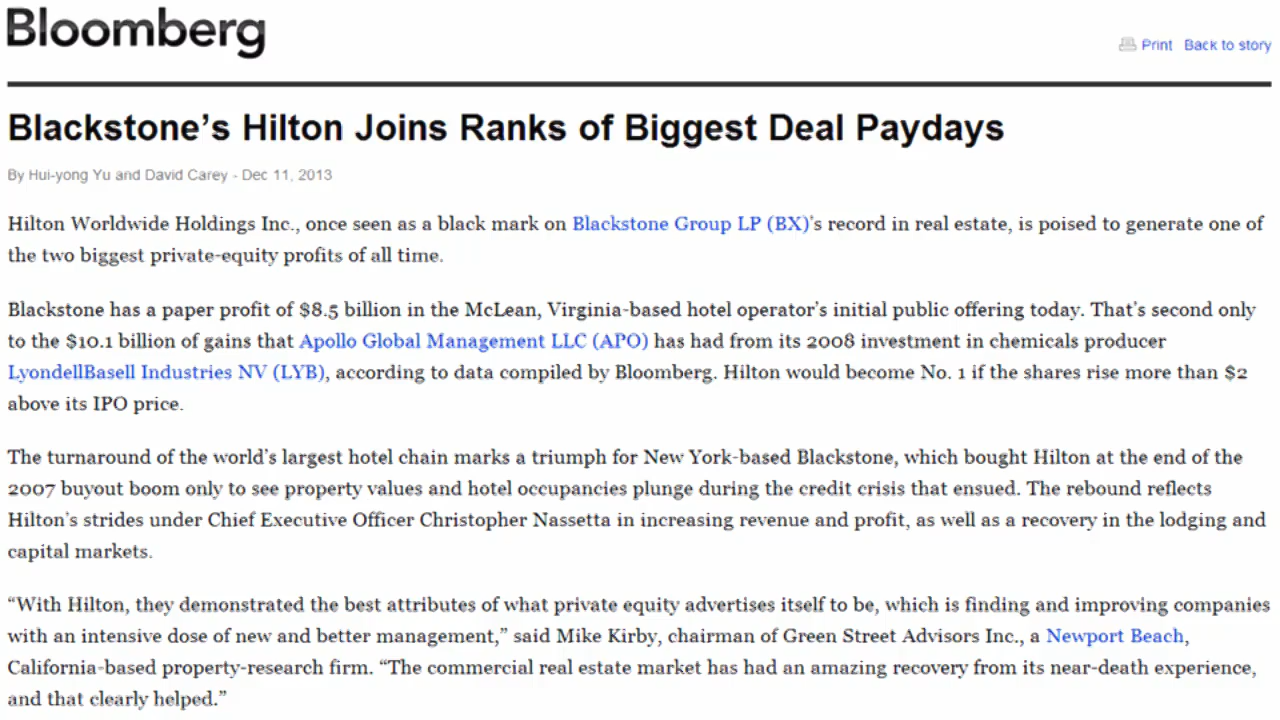 Bloomberg
Print Back to story
Blackstone’s Hilton Joins Ranks of Biggest Deal Paydays
By Hui-yong Yu and David Carey - Dec 11, 2013
Hilton Worldwide Holdings Inc., once seen as a black mark on Blackstone Group LP (BX)'s record in real estate, is poised to generate one of
the two biggest private-equity profits of all time.
Blackstone has a paper profit of $8.5 billion in the McLean, Virginia-based hotel operator’s initial public offering today. That’s second only
to the $10.1 billion of gains that Apollo Global Management LLC (APO) has had from its 2008 investment in chemicals producer
LyondellBasell Industries NV (LYB), according to data compiled by Bloomberg. Hilton would become No. 1 if the shares rise more than $2
above its IPO price.
The turnaround of the world’s largest hotel chain marks a triumph for New York-based Blackstone, which bought Hilton at the end of the
2007 buyout boom only to see property values and hotel occupancies plunge during the credit crisis that ensued. The rebound reflects
Hilton’s strides under Chief Executive Officer Christopher Nassetta in increasing revenue and profit, as well as a recovery in the lodging and
capital markets.
“With Hilton, they demonstrated the best attributes of what private equity advertises itself to be, which is finding and improving companies
with an intensive dose of new and better management,” said Mike Kirby, chairman of Green Street Advisors Inc., a Newport Beach,
California-based property-research firm. “The commercial real estate market has had an amazing recovery from its near-death experience,
and that clearly helped.”